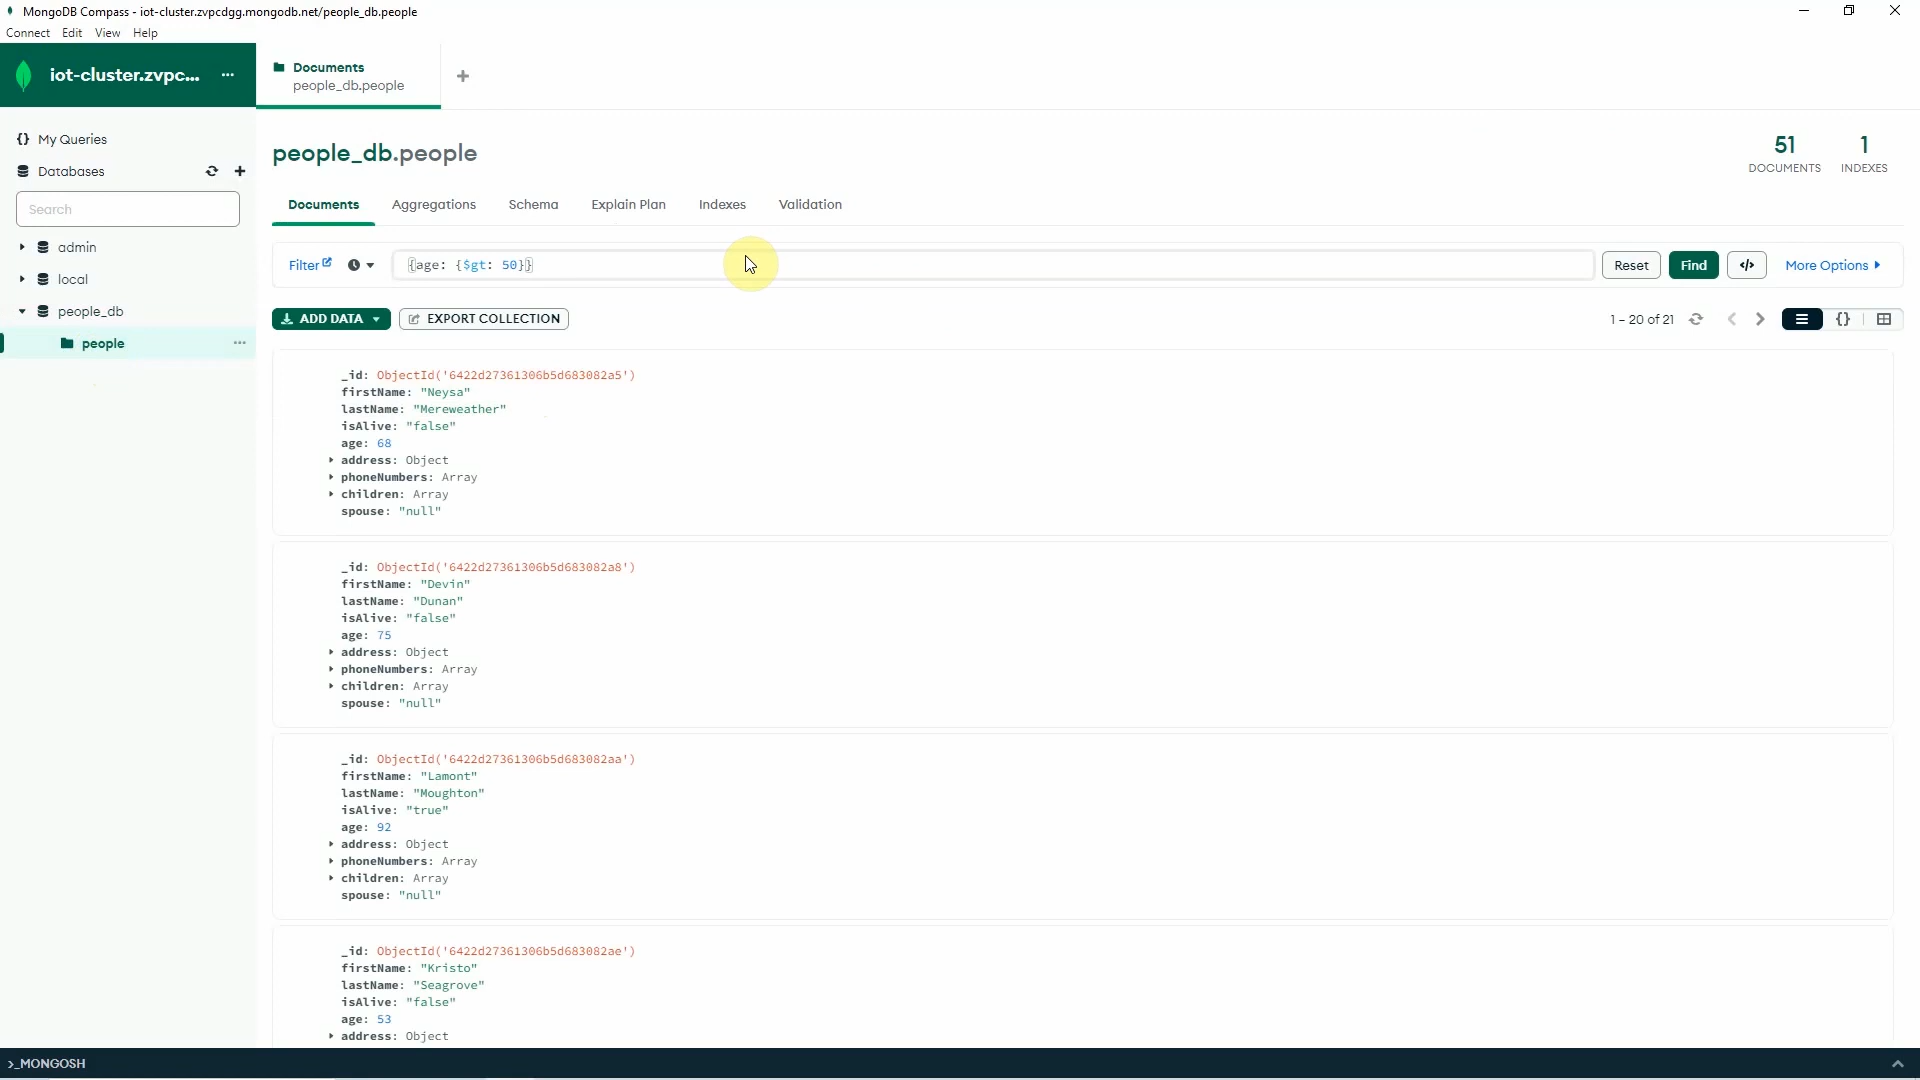 MongoDB Compass - iot-cluster.zvpcdgg.mongodb.net/people_db.people
Connect Edit View Help
iot-cluster.zvpc... ...
Documents
people_db.people
+
{} My Queries
Databases
Search
admin
local
people_db
people ...
people_db.people
51
DOCUMENTS
1
INDEXES
Documents Aggregations Schema Explain Plan Indexes Validation
Filter {age: {$gt: 50}} Reset Find </> More Options
ADD DATA EXPORT COLLECTION 1 – 20 of 21 {}
_id: ObjectId('6422d27361306b5d683082a5')
firstName: "Neysa"
lastName: "Mereweather"
isAlive: "false"
age: 68
address: Object
phoneNumbers: Array
children: Array
spouse: "null"
_id: ObjectId('6422d27361306b5d683082a8')
firstName: "Devin"
lastName: "Dunan"
isAlive: "false"
age: 75
address: Object
phoneNumbers: Array
children: Array
spouse: "null"
_id: ObjectId('6422d27361306b5d683082aa')
firstName: "Lamont"
lastName: "Moughton"
isAlive: "true"
age: 92
address: Object
phoneNumbers: Array
children: Array
spouse: "null"
_id: ObjectId('6422d27361306b5d683082ae')
firstName: "Kristo"
lastName: "Seagrove"
isAlive: "false"
age: 53
address: Object
>_MONGOSH